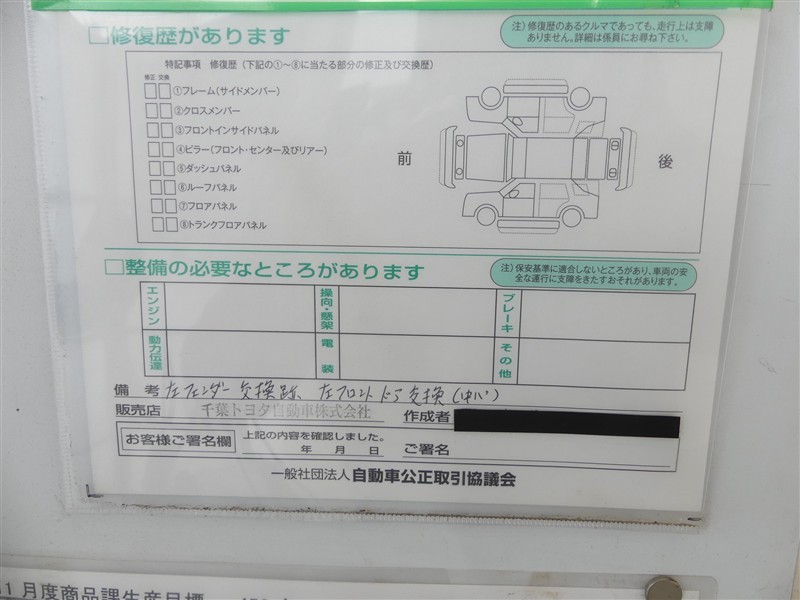 □修復歴があります
注）修復歴のあるクルマであっても、走行上は支障
ありません。詳細は係員にお尋ね下さい。
特記事項 修復歴（下記の①〜⑧に当たる部分の修正及び交換歴）
修正 交換
①フレーム（サイドメンバー）
②クロスメンバー
③フロントインサイドパネル
④ピラー（フロント・センター及びリアー）
⑤ダッシュパネル
⑥ルーフパネル
⑦フロアパネル
⑧トランクフロアパネル
前
後
□整備の必要なところがあります
注）保安基準に適合しないところがあり、車両の安
全な運行に支障をきたすおそれがあります。
エンジン
操向・懸架
ブレーキ
動力伝達
電装
その他
備考 左フェンダー交換跡 左フロントドア交換
販売店 千葉トヨタ自動車株式会社 作成者
お客様ご署名欄
上記の内容を確認しました。
年 月 日 ご署名
一般社団法人 自動車公正取引協議会
1月度商品課生産目標